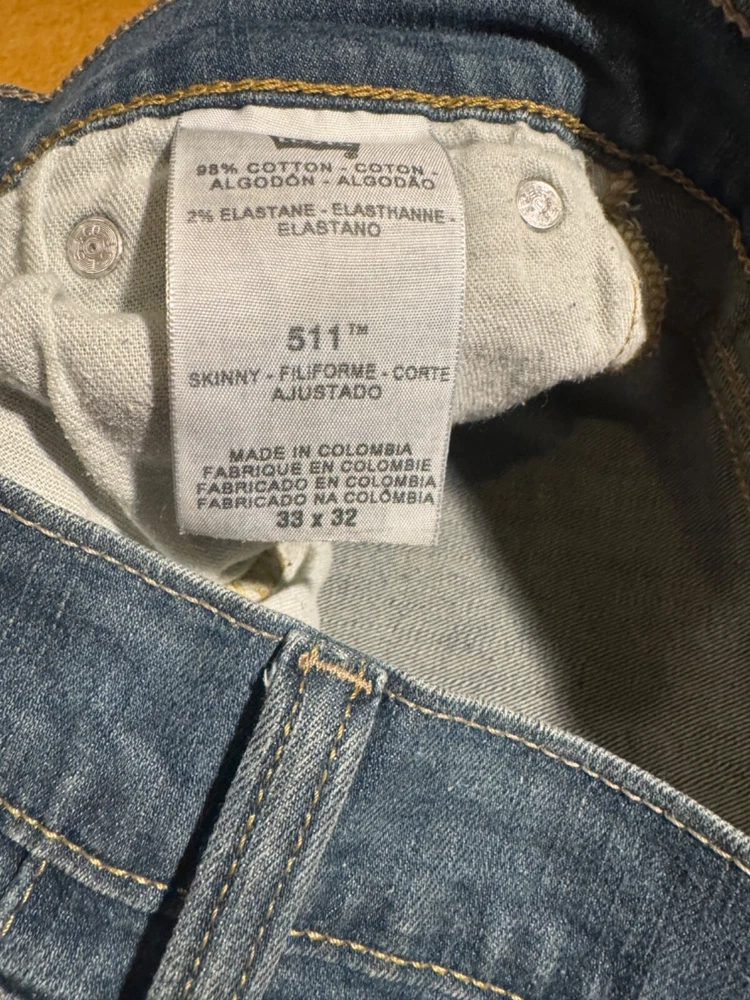 98% COTTON - COTON -
ALGODÓN - ALGODÃO
2% ELASTANE - ELASTHANNE -
ELASTANO
511™
SKINNY - FILIFORME - CORTE
AJUSTADO
MADE IN COLOMBIA
FABRIQUE EN COLOMBIE
FABRICADO EN COLOMBIA
FABRICADO NA COLÔMBIA
33 x 32